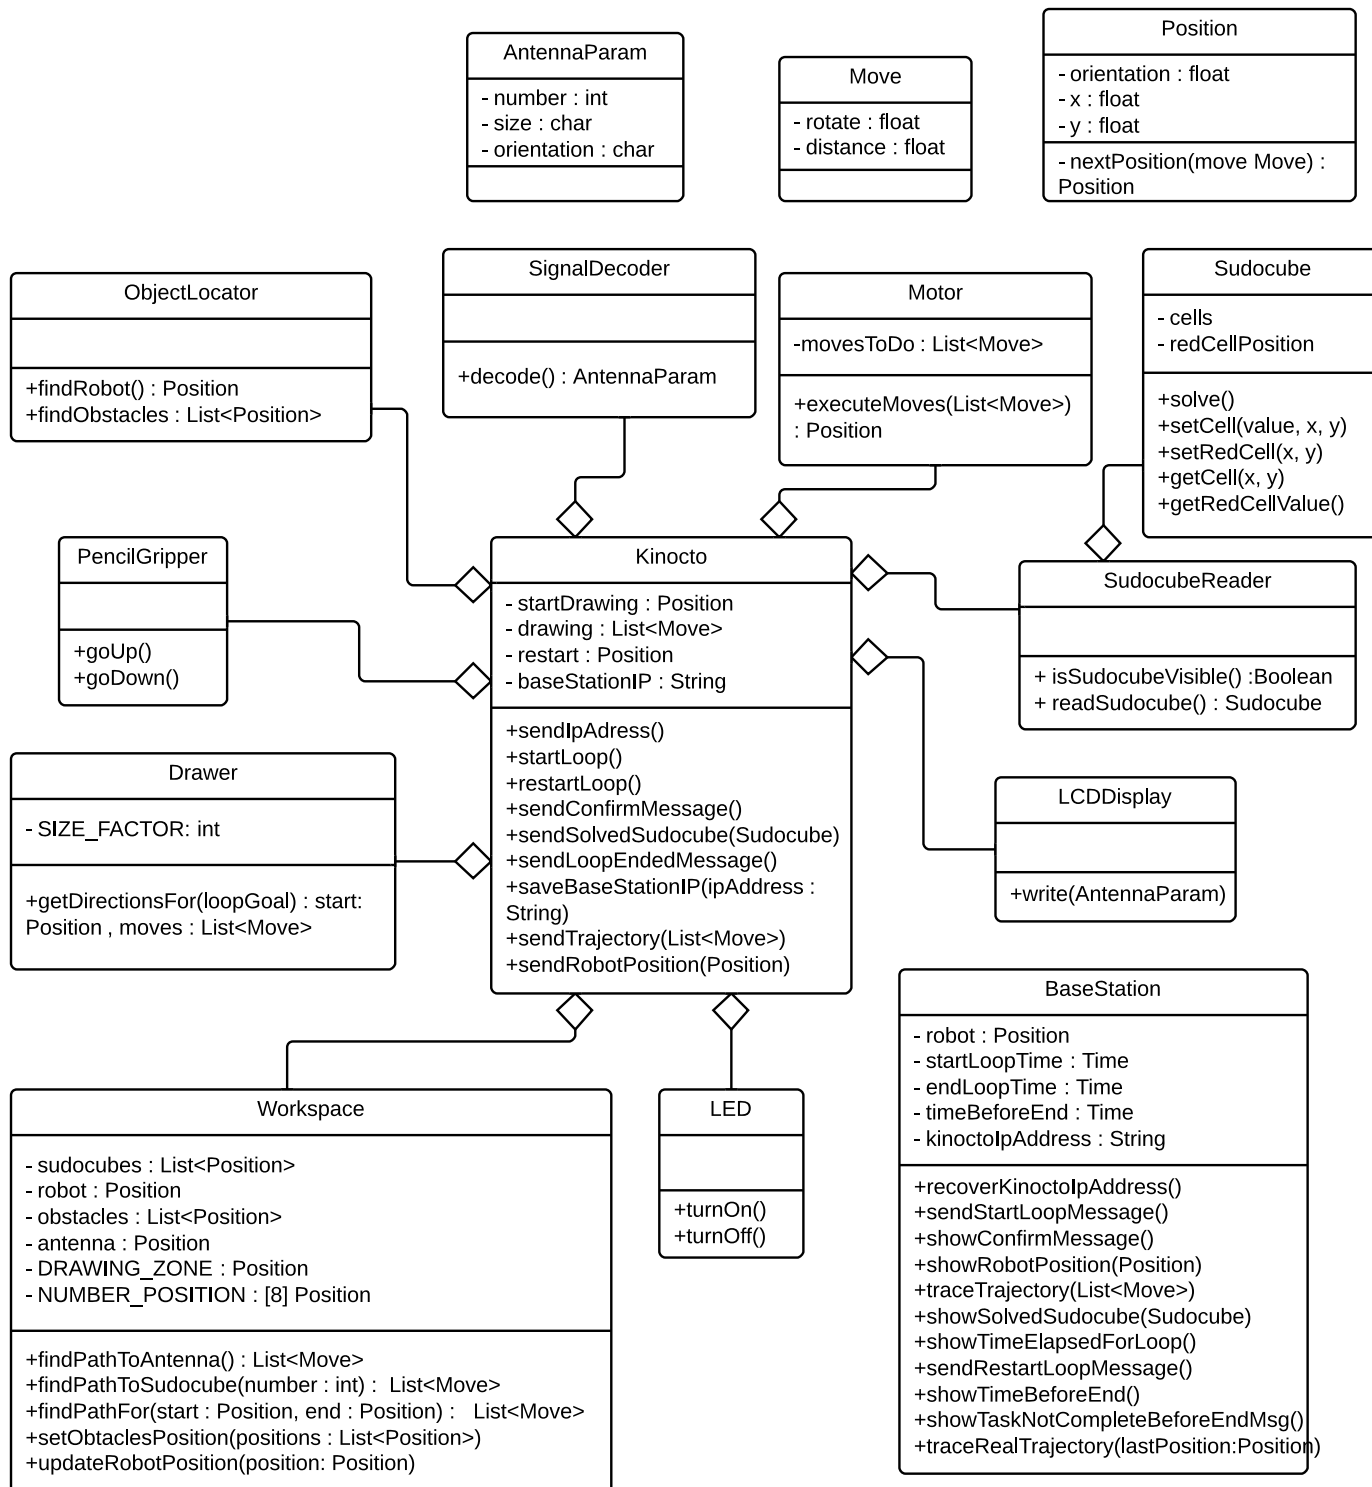 AntennaParam
- number : int
- size : char
- orientation : char
Move
- rotate : float
- distance : float
Position
- orientation : float
- x : float
- y : float
- nextPosition(move Move) :
Position
ObjectLocator
+findRobot() : Position
+findObstacles : List<Position>
SignalDecoder
+decode() : AntennaParam
Motor
-movesToDo : List<Move>
+executeMoves(List<Move>)
: Position
Sudocube
- cells
- redCellPosition
+solve()
+setCell(value, x, y)
+setRedCell(x, y)
+getCell(x, y)
+getRedCellValue()
PencilGripper
+goUp()
+goDown()
Kinocto
- startDrawing : Position
- drawing : List<Move>
- restart : Position
- baseStationIP : String
+sendIpAdress()
+startLoop()
+restartLoop()
+sendConfirmMessage()
+sendSolvedSudocube(Sudocube)
+sendLoopEndedMessage()
+saveBaseStationIP(ipAddress :
String)
+sendTrajectory(List<Move>)
+sendRobotPosition(Position)
SudocubeReader
+ isSudocubeVisible() :Boolean
+ readSudocube() : Sudocube
Drawer
- SIZE_FACTOR: int
+getDirectionsFor(loopGoal) : start:
Position , moves : List<Move>
LCDDisplay
+write(AntennaParam)
Workspace
- sudocubes : List<Position>
- robot : Position
- obstacles : List<Position>
- antenna : Position
- DRAWING_ZONE : Position
- NUMBER_POSITION : [8] Position
+findPathToAntenna() : List<Move>
+findPathToSudocube(number : int) :  List<Move>
+findPathFor(start : Position, end : Position) :   List<Move>
+setObtaclesPosition(positions : List<Position>)
+updateRobotPosition(position: Position)
LED
+turnOn()
+turnOff()
BaseStation
- robot : Position
- startLoopTime : Time
- endLoopTime : Time
- timeBeforeEnd : Time
- kinoctoIpAddress : String
+recoverKinoctoIpAddress()
+sendStartLoopMessage()
+showConfirmMessage()
+showRobotPosition(Position)
+traceTrajectory(List<Move>)
+showSolvedSudocube(Sudocube)
+showTimeElapsedForLoop()
+sendRestartLoopMessage()
+showTimeBeforeEnd()
+showTaskNotCompleteBeforeEndMsg()
+traceRealTrajectory(lastPosition:Position)